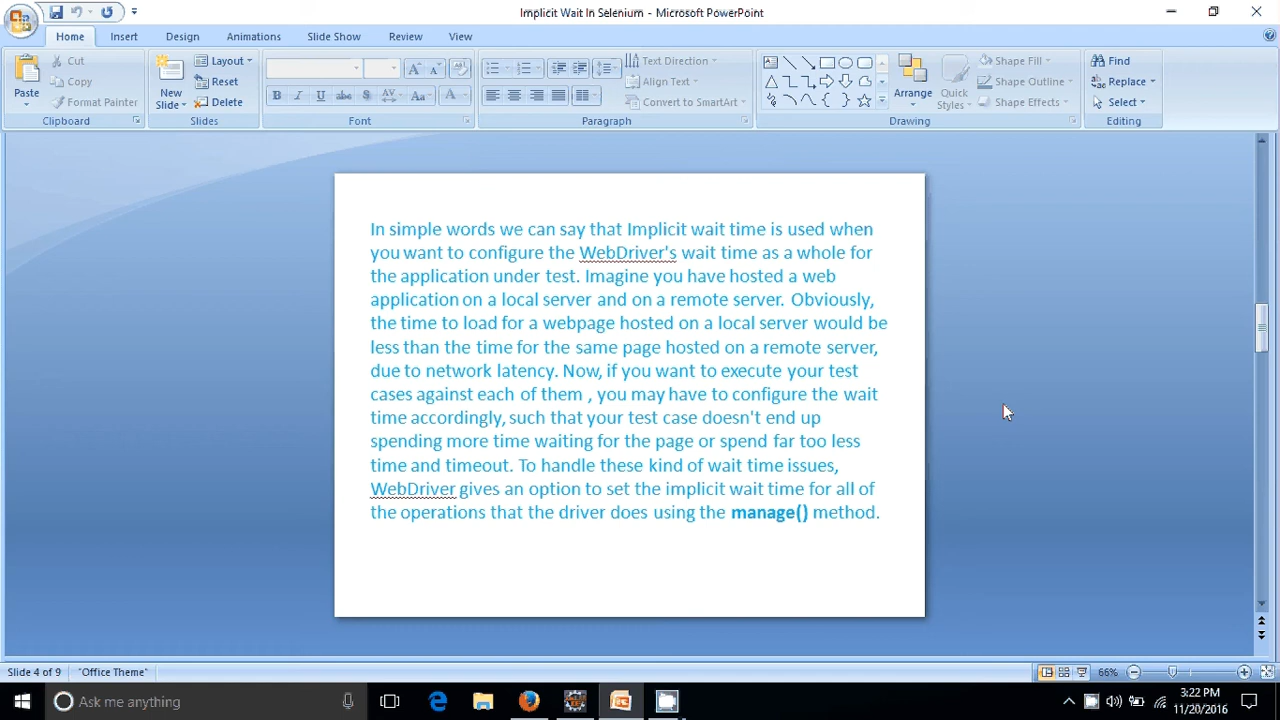 Implicit Wait In Selenium - Microsoft PowerPoint
Home Insert Design Animations Slide Show Review View
Paste
Cut
Copy
Format Painter
Clipboard
New
Slide
Layout
Reset
Delete
Slides
B I U abc S AV Aa A
Font
Text Direction
Align Text
Convert to SmartArt
Paragraph
Arrange
Quick
Styles
Shape Fill
Shape Outline
Shape Effects
Drawing
Find
Replace
Select
Editing
In simple words we can say that Implicit wait time is used when
you want to configure the WebDriver's wait time as a whole for
the application under test. Imagine you have hosted a web
application on a local server and on a remote server. Obviously,
the time to load for a webpage hosted on a local server would be
less than the time for the same page hosted on a remote server,
due to network latency. Now, if you want to execute your test
cases against each of them , you may have to configure the wait
time accordingly, such that your test case doesn't end up
spending more time waiting for the page or spend far too less
time and timeout. To handle these kind of wait time issues,
WebDriver gives an option to set the implicit wait time for all of
the operations that the driver does using the manage() method.
Slide 4 of 9 "Office Theme" 66%
Ask me anything
3:22 PM
11/20/2016